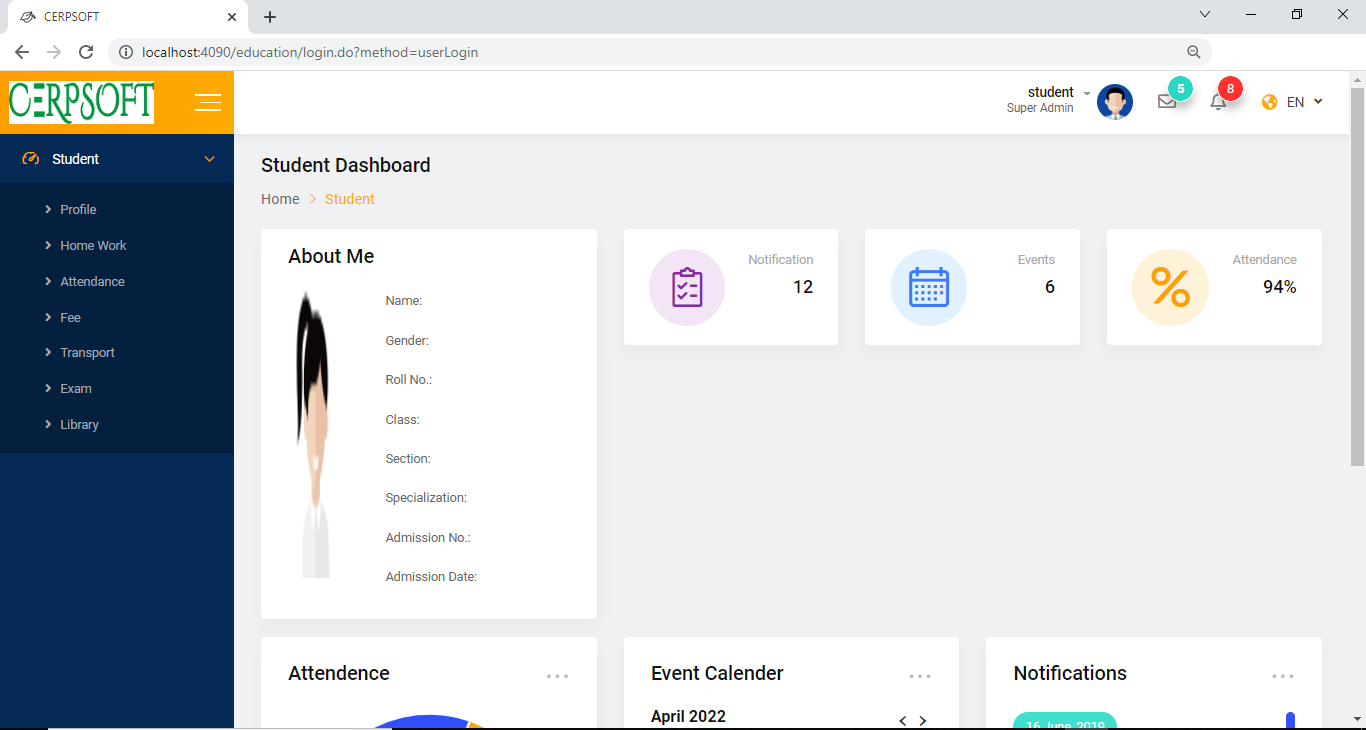 CERPSOFT
localhost:4090/education/login.do?method=userLogin
CERPSOFT
student
Super Admin
5
8
EN
Student
Profile
Home Work
Attendance
Fee
Transport
Exam
Library
Student Dashboard
Home > Student
About Me
Name:
Gender:
Roll No.:
Class:
Section:
Specialization:
Admission No.:
Admission Date:
Notification
12
Events
6
Attendance
94%
Attendence
Event Calender
April 2022
Notifications
16 June, 2019